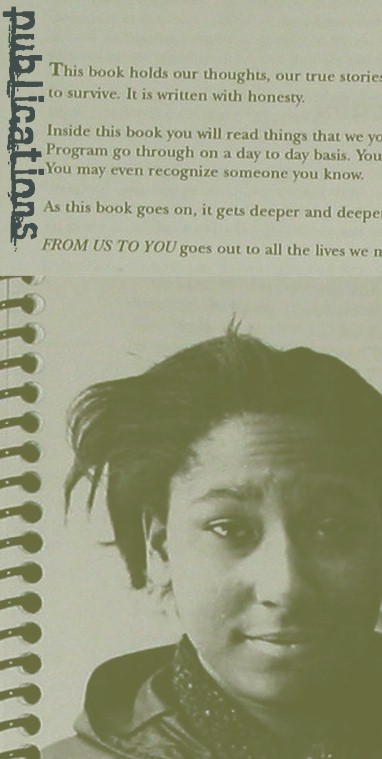 publications
This book holds our thoughts, our true stories
to survive. It is written with honesty.
Inside this book you will read things that we yo
Program go through on a day to day basis. You
You may even recognize someone you know.
As this book goes on, it gets deeper and deepe
FROM US TO YOU goes out to all the lives we